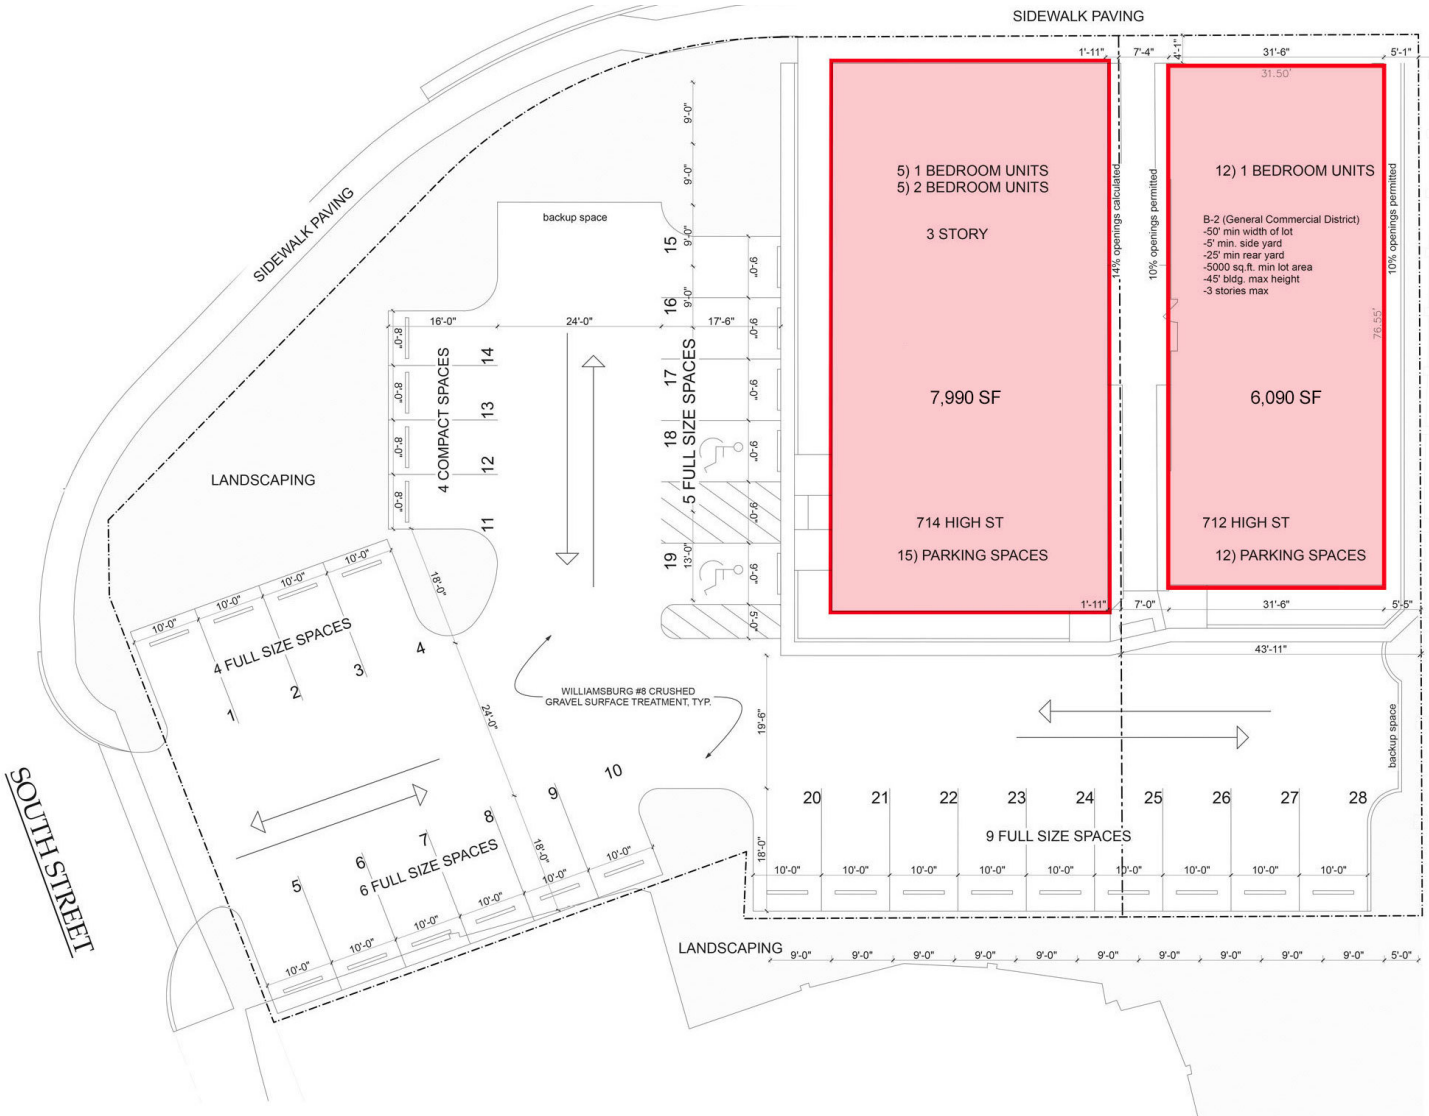 SIDEWALK PAVING
1'-11"
7'-4"
4'-1"
31'-6"
5'-1"
31.50'
9'-0"
9'-0"
9'-0"
9'-0"
13'-0"
SIDEWALK PAVING
backup space
5) 1 BEDROOM UNITS
5) 2 BEDROOM UNITS
3 STORY
7,990 SF
714 HIGH ST
15) PARKING SPACES
14% openings calculated
10% openings permitted
12) 1 BEDROOM UNITS
B-2 (General Commercial District)
-50' min width of lot
-5' min. side yard
-25' min rear yard
-5000 sq.ft. min lot area
-45' bldg. max height
-3 stories max
76.55'
6,090 SF
712 HIGH ST
12) PARKING SPACES
10% openings permitted
16'-0"
24'-0"
17'-6"
15
16
17
18
19
5 FULL SIZE SPACES
9'-0"
9'-0"
9'-0"
9'-0"
9'-0"
9'-0"
5'-0"
8'-0"
8'-0"
8'-0"
8'-0"
4 COMPACT SPACES
14
13
12
11
LANDSCAPING
10'-0"
10'-0"
10'-0"
10'-0"
4 FULL SIZE SPACES
1
2
3
4
18'-0"
24'-0"
18'-0"
WILLIAMSBURG #8 CRUSHED
GRAVEL SURFACE TREATMENT, TYP.
1'-11"
7'-0"
31'-6"
5'-5"
43'-11"
19'-6"
18'-0"
backup space
SOUTH STREET
5
6
7
8
9
10
6 FULL SIZE SPACES
10'-0"
10'-0"
10'-0"
10'-0"
10'-0"
10'-0"
20
21
22
23
24
25
26
27
28
9 FULL SIZE SPACES
10'-0"
10'-0"
10'-0"
10'-0"
10'-0"
10'-0"
10'-0"
10'-0"
10'-0"
LANDSCAPING
9'-0"
9'-0"
9'-0"
9'-0"
9'-0"
9'-0"
9'-0"
9'-0"
9'-0"
9'-0"
5'-0"